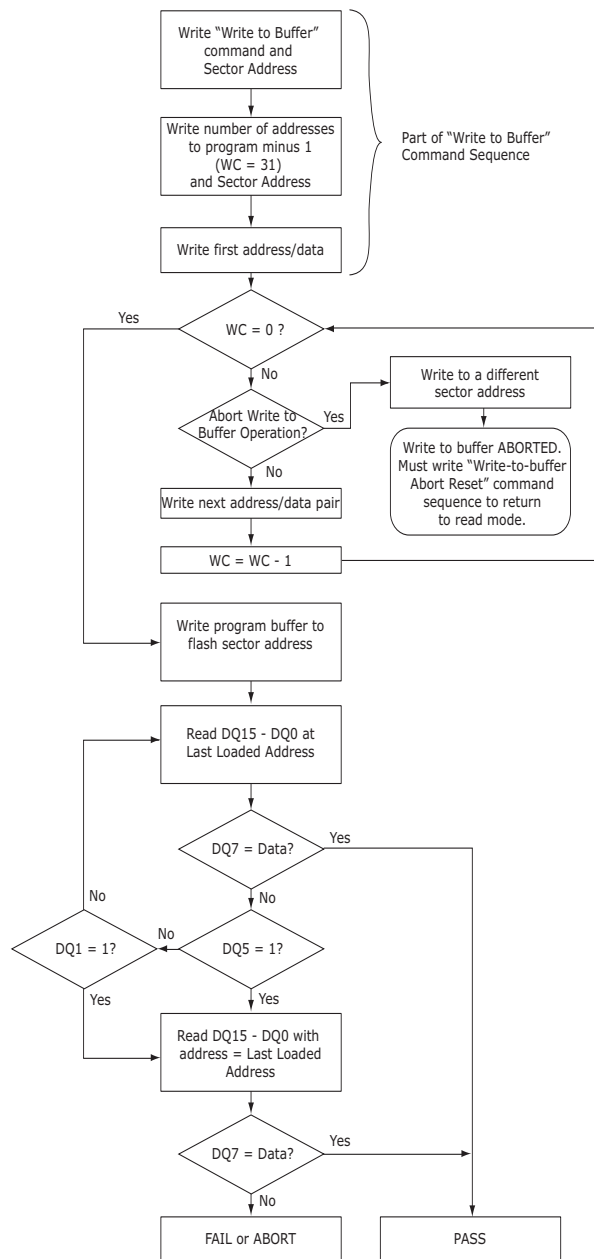 Write “Write to Buffer”
command and
Sector Address
Write number of addresses
to program minus 1
(WC = 31)
and Sector Address
Part of “Write to Buffer”
Command Sequence
Write first address/data
Yes
WC = 0 ?
No
Write to a different
sector address
Abort Write to
Buffer Operation?
Yes
No
Write to buffer ABORTED.
Must write “Write-to-buffer
Abort Reset” command
sequence to return
to read mode.
Write next address/data pair
WC = WC - 1
Write program buffer to
flash sector address
Read DQ15 - DQ0 at
Last Loaded Address
DQ7 = Data?
Yes
No
No
DQ1 = 1?
No
DQ5 = 1?
Yes
Yes
Read DQ15 - DQ0 with
address = Last Loaded
Address
DQ7 = Data?
Yes
No
FAIL or ABORT
PASS